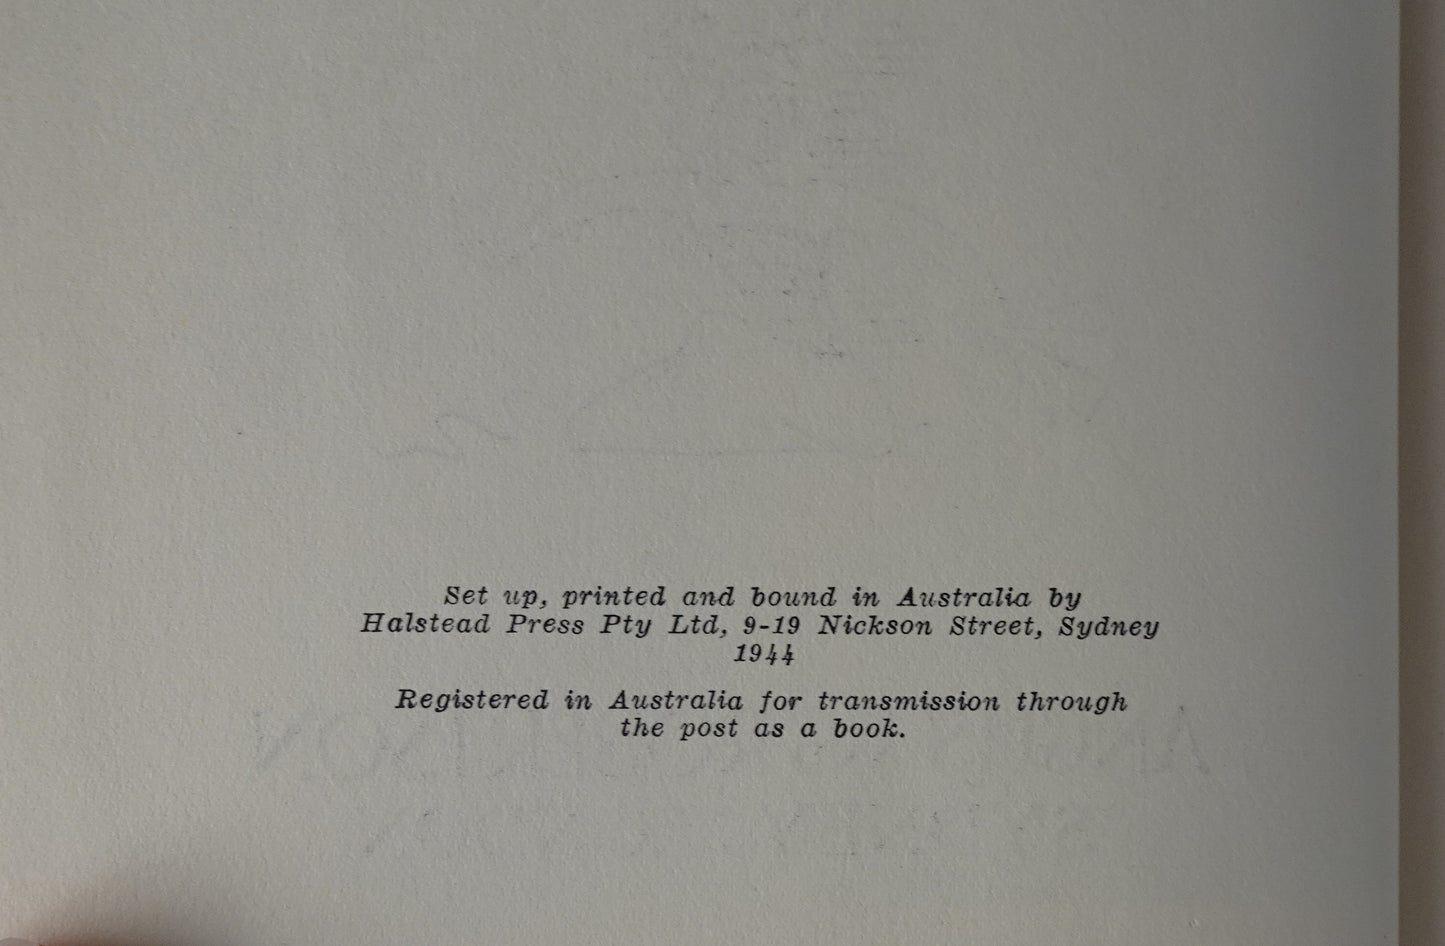 Set up, printed and bound in Australia by
Halstead Press Pty Ltd, 9-19 Nickson Street, Sydney
1944
Registered in Australia for transmission through
the post as a book.